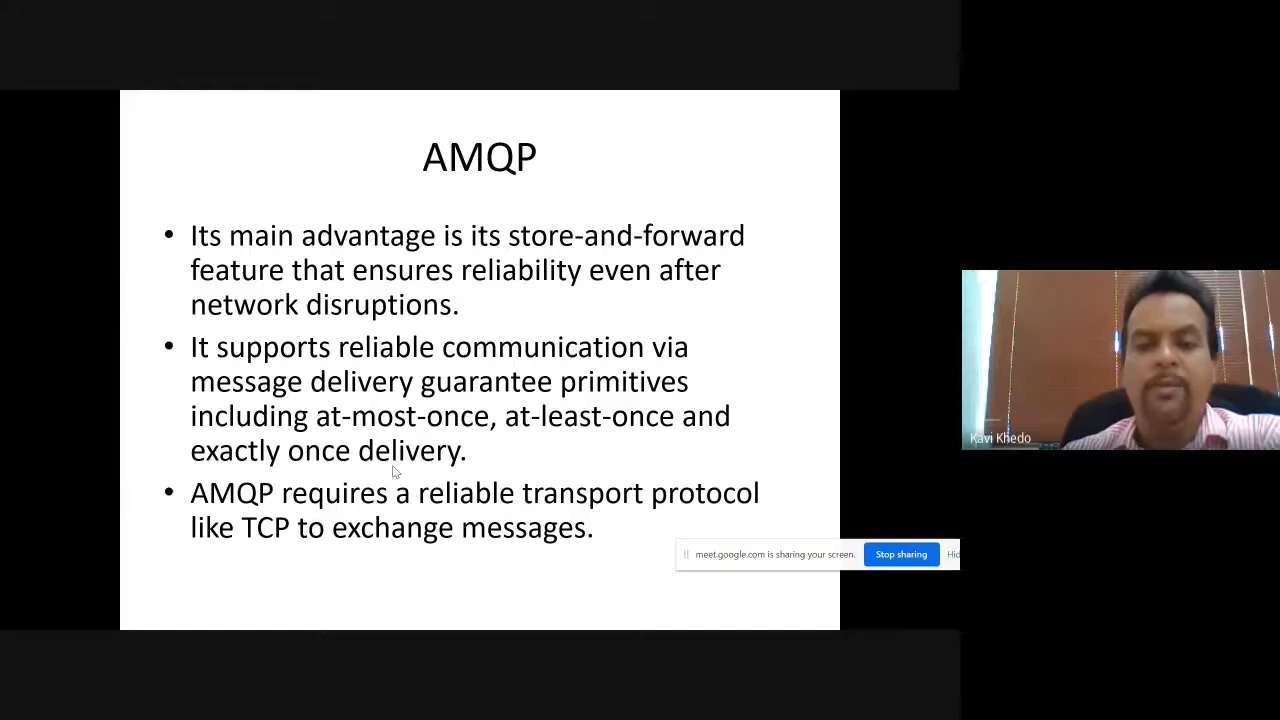 AMQP
• Its main advantage is its store-and-forward
feature that ensures reliability even after
network disruptions.
• It supports reliable communication via
message delivery guarantee primitives
including at-most-once, at-least-once and
exactly once delivery.
• AMQP requires a reliable transport protocol
like TCP to exchange messages.
meet.google.com is sharing your screen.
Stop sharing
Hid
Kavi Khedo